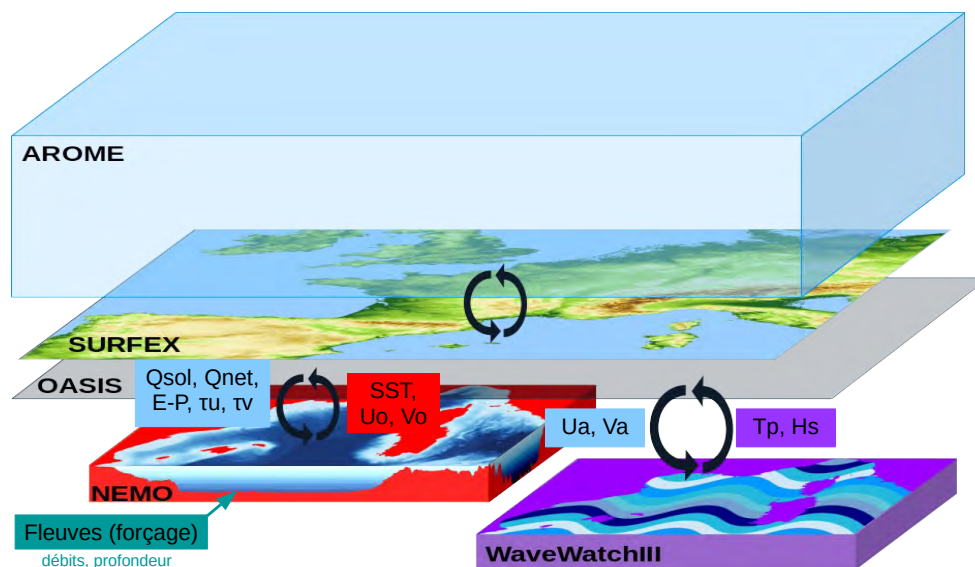 AROME
SURFEX
OASIS
Qsol, Qnet,
E-P, τu, τv
SST,
Uo, Vo
Ua, Va
Tp, Hs
NEMO
Fleuves (forçage)
débits, profondeur
WaveWatchIII